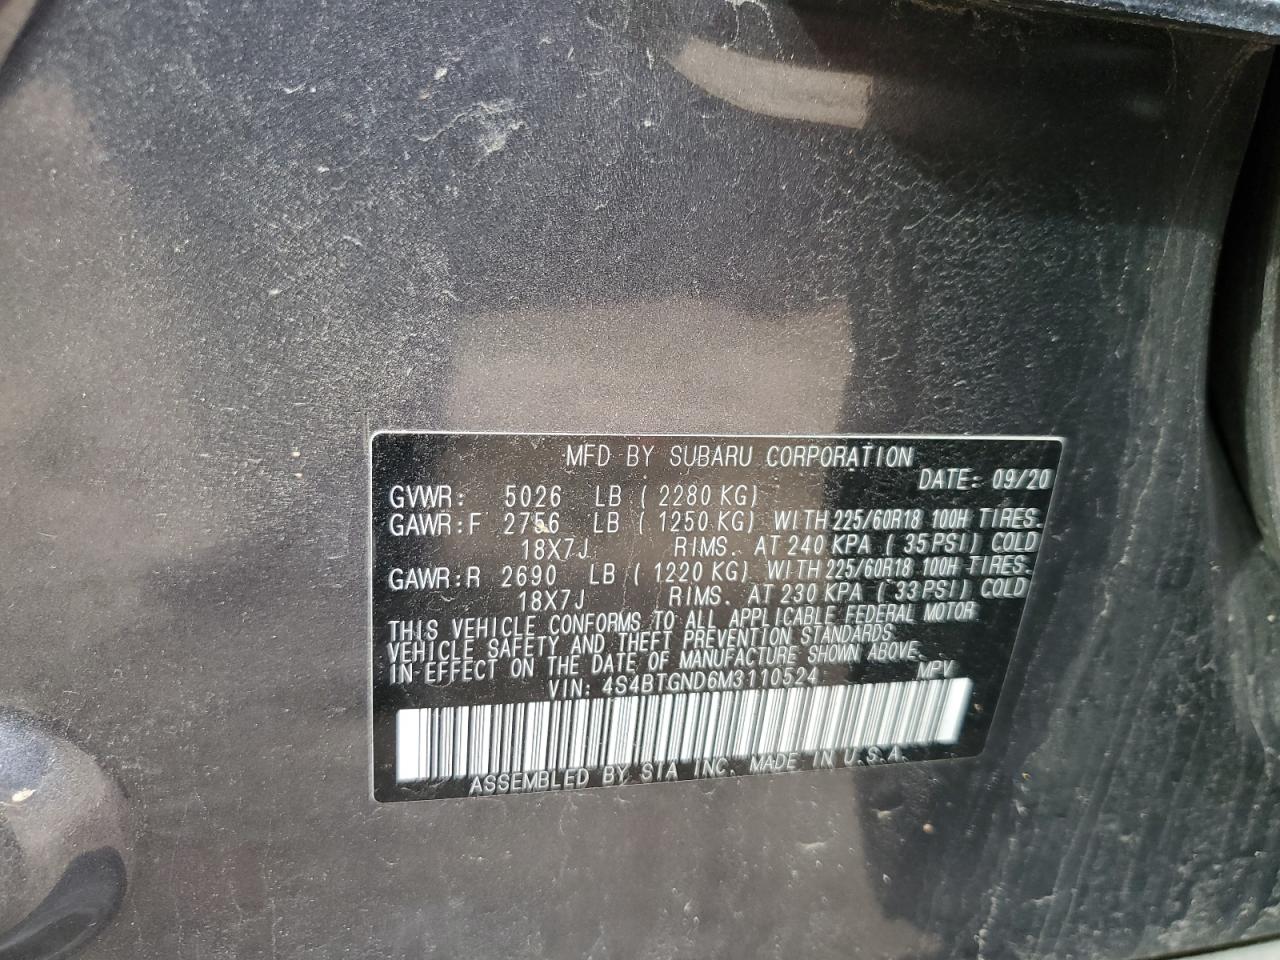 MFD BY SUBARU CORPORATION
DATE: 09/20
GVWR: 5026 LB ( 2280 KG)
GAWR:F 2756 LB ( 1250 KG) WITH 225/60R18 100H TIRES.
18X7J RIMS. AT 240 KPA ( 35 PSI) COLD
GAWR:R 2690 LB ( 1220 KG) WITH 225/60R18 100H TIRES.
18X7J RIMS. AT 230 KPA ( 33 PSI) COLD
THIS VEHICLE CONFORMS TO ALL APPLICABLE FEDERAL MOTOR
VEHICLE SAFETY AND THEFT PREVENTION STANDARDS
IN EFFECT ON THE DATE OF MANUFACTURE SHOWN ABOVE.
VIN: 4S4BTGND6M3110524 MPV
ASSEMBLED BY SIA INC. MADE IN U.S.A.